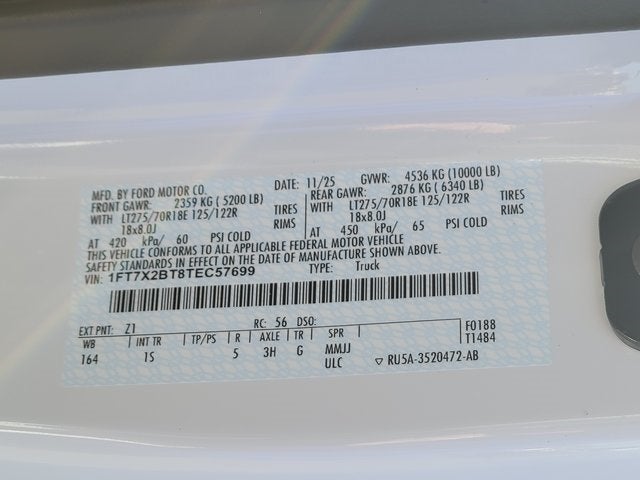 MFD. BY FORD MOTOR CO. DATE: 11/25 GVWR: 4536 KG (10000 LB)
FRONT GAWR: 2359 KG (5200 LB) REAR GAWR: 2876 KG (6340 LB)
WITH LT275/70R18E 125/122R TIRES WITH LT275/70R18E 125/122R TIRES
18x8.0J RIMS 18x8.0J RIMS
AT 420 kPa/ 60 PSI COLD AT 450 kPa/ 65 PSI COLD
THIS VEHICLE CONFORMS TO ALL APPLICABLE FEDERAL MOTOR VEHICLE
SAFETY STANDARDS IN EFFECT ON THE DATE OF MANUFACTURE SHOWN ABOVE.
VIN: 1FT7X2BT8TEC57699 TYPE: Truck
EXT PNT: Z1 RC: 56 DSO: F0188
WB INT TR TP/PS R AXLE TR SPR T1484
164 1S 5 3H G MMJJ
ULC RU5A-3520472-AB